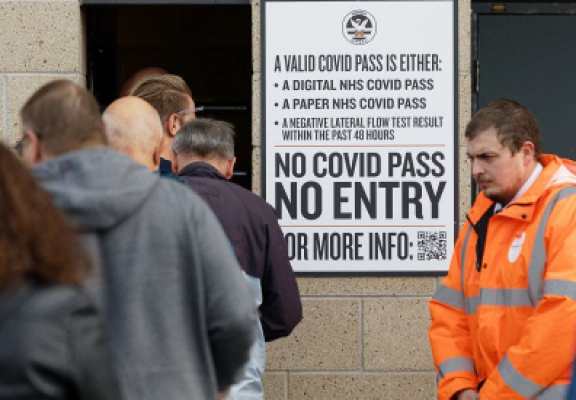 A VALID COVID PASS IS EITHER:
• A DIGITAL NHS COVID PASS
• A PAPER NHS COVID PASS
• A NEGATIVE LATERAL FLOW TEST RESULT
WITHIN THE PAST 48 HOURS
NO COVID PASS
NO ENTRY
OR MORE INFO: